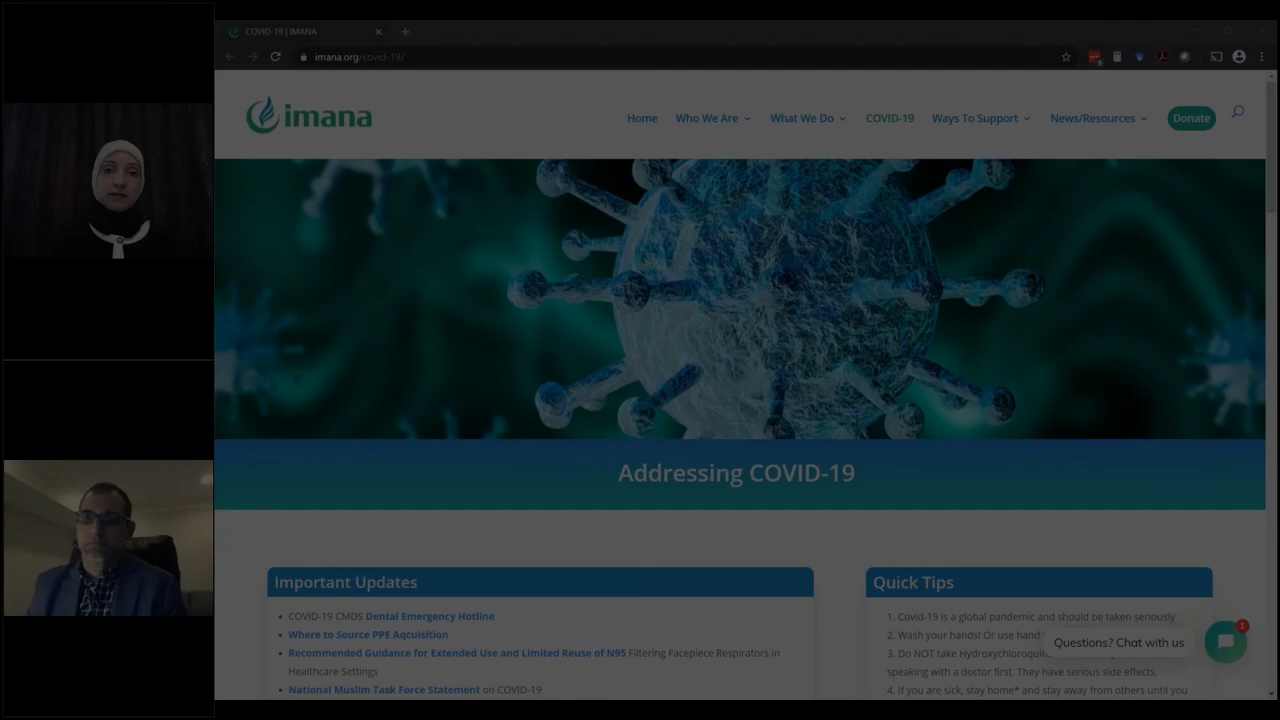 COVID-19 | IMANA
imana.org/covid-19/
imana
Home Who We Are What We Do COVID-19 Ways To Support News/Resources Donate
Addressing COVID-19
Important Updates
COVID-19 CMDS Dental Emergency Hotline
Where to Source PPE Aqcuisition
Recommended Guidance for Extended Use and Limited Reuse of N95 Filtering Facepiece Respirators in
Healthcare Settings
National Muslim Task Force Statement on COVID-19
Quick Tips
1. Covid-19 is a global pandemic and should be taken seriously
2. Wash your hands! Or use hand
3. Do NOT take
speaking with a doctor first. They have serious side effects.
4. If you are sick, stay home* and stay away from others until you
Questions? Chat with us
1